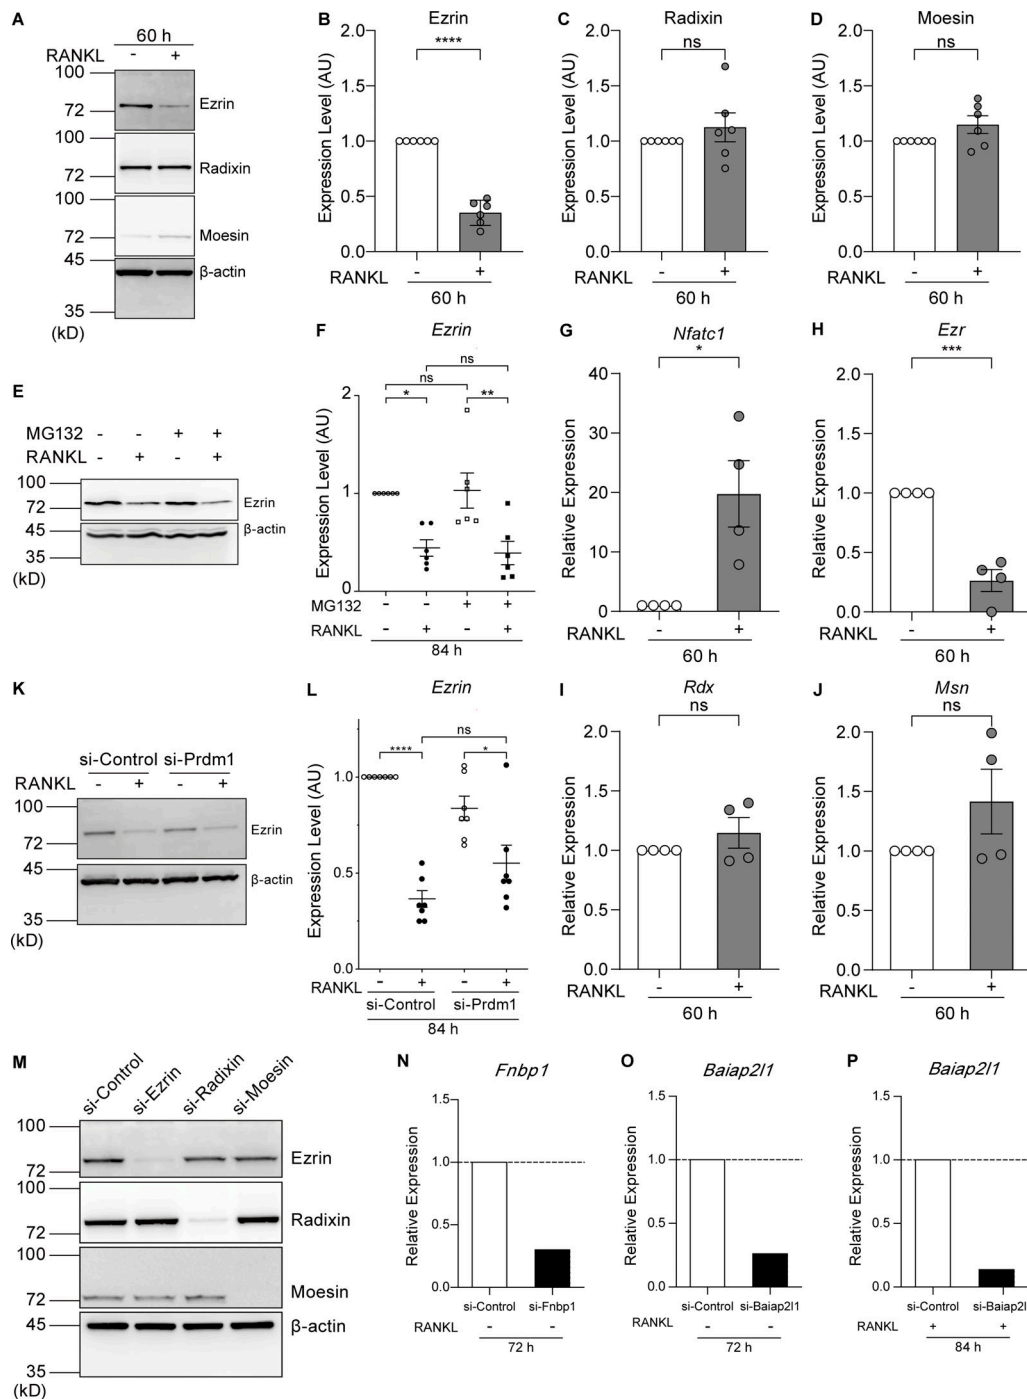 A
60 h
RANKL - +
100
72
Ezrin
100
72
Radixin
100
72
Moesin
45
35
β-actin
(kD)
B
Ezrin
****
Expression Level (AU)
2.0
1.5
1.0
0.5
0.0
RANKL - +
60 h
C
Radixin
ns
Expression Level (AU)
2.0
1.5
1.0
0.5
0.0
RANKL - +
60 h
D
Moesin
ns
Expression Level (AU)
2.0
1.5
1.0
0.5
0.0
RANKL - +
60 h
E
MG132 - - + +
RANKL - + - +
100
72
Ezrin
45
35
β-actin
(kD)
F
Ezrin
ns
ns
* **
Expression Level (AU)
2
1
0
MG132 - - + +
RANKL - + - +
84 h
G
Nfatc1
*
Relative Expression
40
30
20
10
0
RANKL - +
60 h
H
Ezr
***
Relative Expression
2.0
1.5
1.0
0.5
0.0
RANKL - +
60 h
K
si-Control si-Prdm1
RANKL - + - +
100
72
Ezrin
45
35
β-actin
(kD)
L
Ezrin
ns
**** *
Expression Level (AU)
1.0
0.5
0.0
RANKL - + - +
si-Control si-Prdm1
84 h
I
Rdx
ns
Relative Expression
2.0
1.5
1.0
0.5
0.0
RANKL - +
60 h
J
Msn
ns
Relative Expression
2.0
1.5
1.0
0.5
0.0
RANKL - +
60 h
M
si-Control si-Ezrin si-Radixin si-Moesin
100
72
Ezrin
100
72
Radixin
100
72
Moesin
45
35
β-actin
(kD)
N
Fnbp1
Relative Expression
1.5
1.0
0.5
0.0
si-Control si-Fnbp1
RANKL - -
72 h
O
Baiap2l1
Relative Expression
1.5
1.0
0.5
0.0
si-Control si-Baiap2l1
RANKL - -
72 h
P
Baiap2l1
Relative Expression
1.5
1.0
0.5
0.0
si-Control si-Baiap2l
RANKL + +
84 h